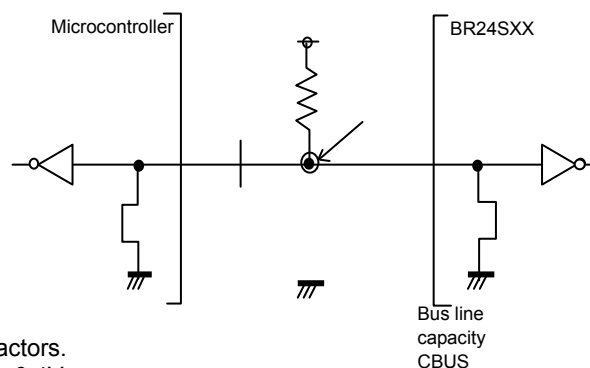 Microcontroller
BR24SXX
Bus line
capacity
CBUS
actors.